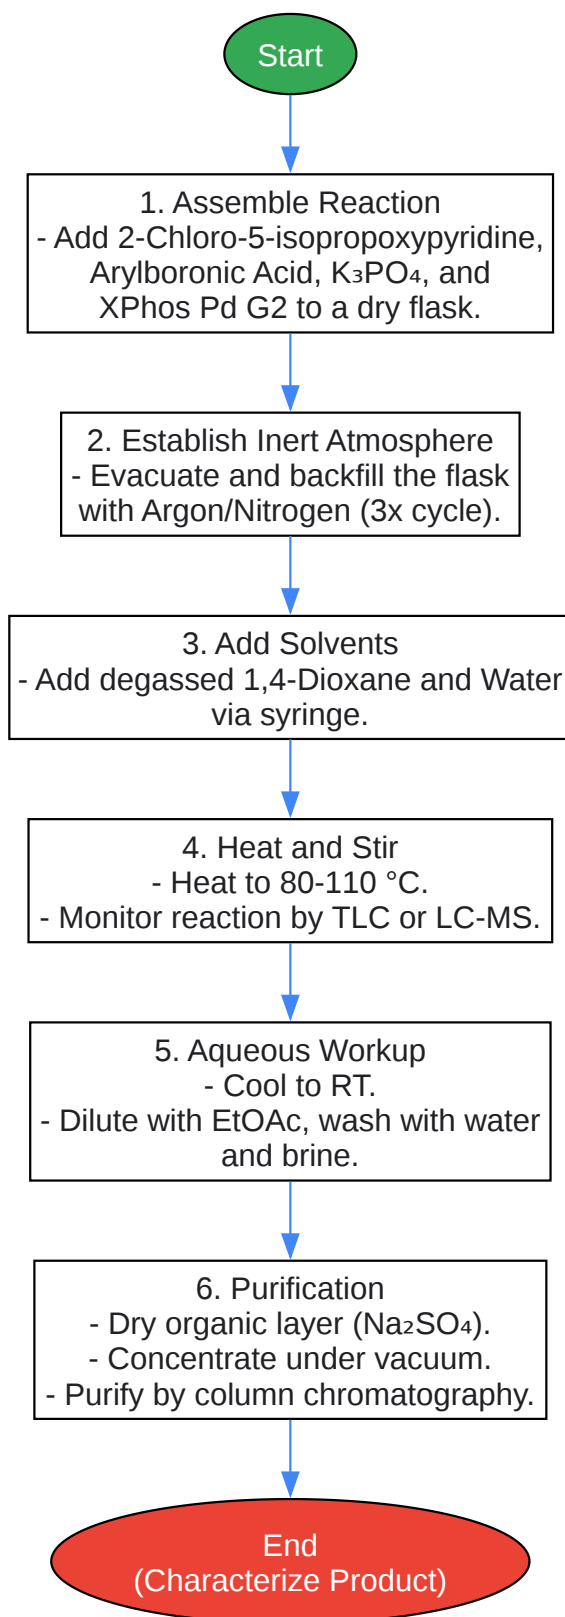 Start
1. Assemble Reaction
- Add 2-Chloro-5-isopropoxypyridine,
Arylboronic Acid, K₃PO₄, and
XPhos Pd G2 to a dry flask.
2. Establish Inert Atmosphere
- Evacuate and backfill the flask
with Argon/Nitrogen (3x cycle).
3. Add Solvents
- Add degassed 1,4-Dioxane and Water
via syringe.
4. Heat and Stir
- Heat to 80-110 °C.
- Monitor reaction by TLC or LC-MS.
5. Aqueous Workup
- Cool to RT.
- Dilute with EtOAc, wash with water
and brine.
6. Purification
- Dry organic layer (Na₂SO₄).
- Concentrate under vacuum.
- Purify by column chromatography.
End
(Characterize Product)